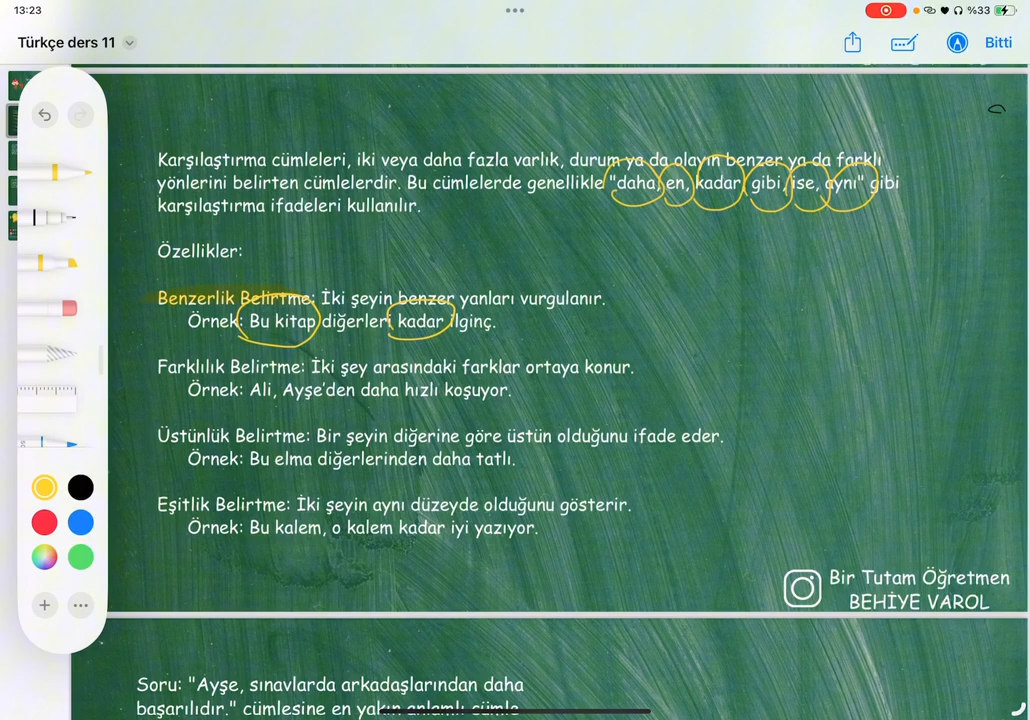 13:23
%33
Türkçe ders 11
Bitti
Karşılaştırma cümleleri, iki veya daha fazla varlık, durum ya da olayın benzer ya da farklı
yönlerini belirten cümlelerdir. Bu cümlelerde genellikle "daha, en, kadar, gibi, ise, aynı" gibi
karşılaştırma ifadeleri kullanılır.
Özellikler:
Benzerlik Belirtme: İki şeyin benzer yanları vurgulanır.
Örnek: Bu kitap diğerleri kadar ilginç.
Farklılık Belirtme: İki şey arasındaki farklar ortaya konur.
Örnek: Ali, Ayşe'den daha hızlı koşuyor.
Üstünlük Belirtme: Bir şeyin diğerine göre üstün olduğunu ifade eder.
Örnek: Bu elma diğerlerinden daha tatlı.
Eşitlik Belirtme: İki şeyin aynı düzeyde olduğunu gösterir.
Örnek: Bu kalem, o kalem kadar iyi yazıyor.
Bir Tutam Öğretmen
BEHİYE VAROL
Soru: "Ayşe, sınavlarda arkadaşlarından daha
başarılıdır." cümlesine en yakın anlamlı cümle